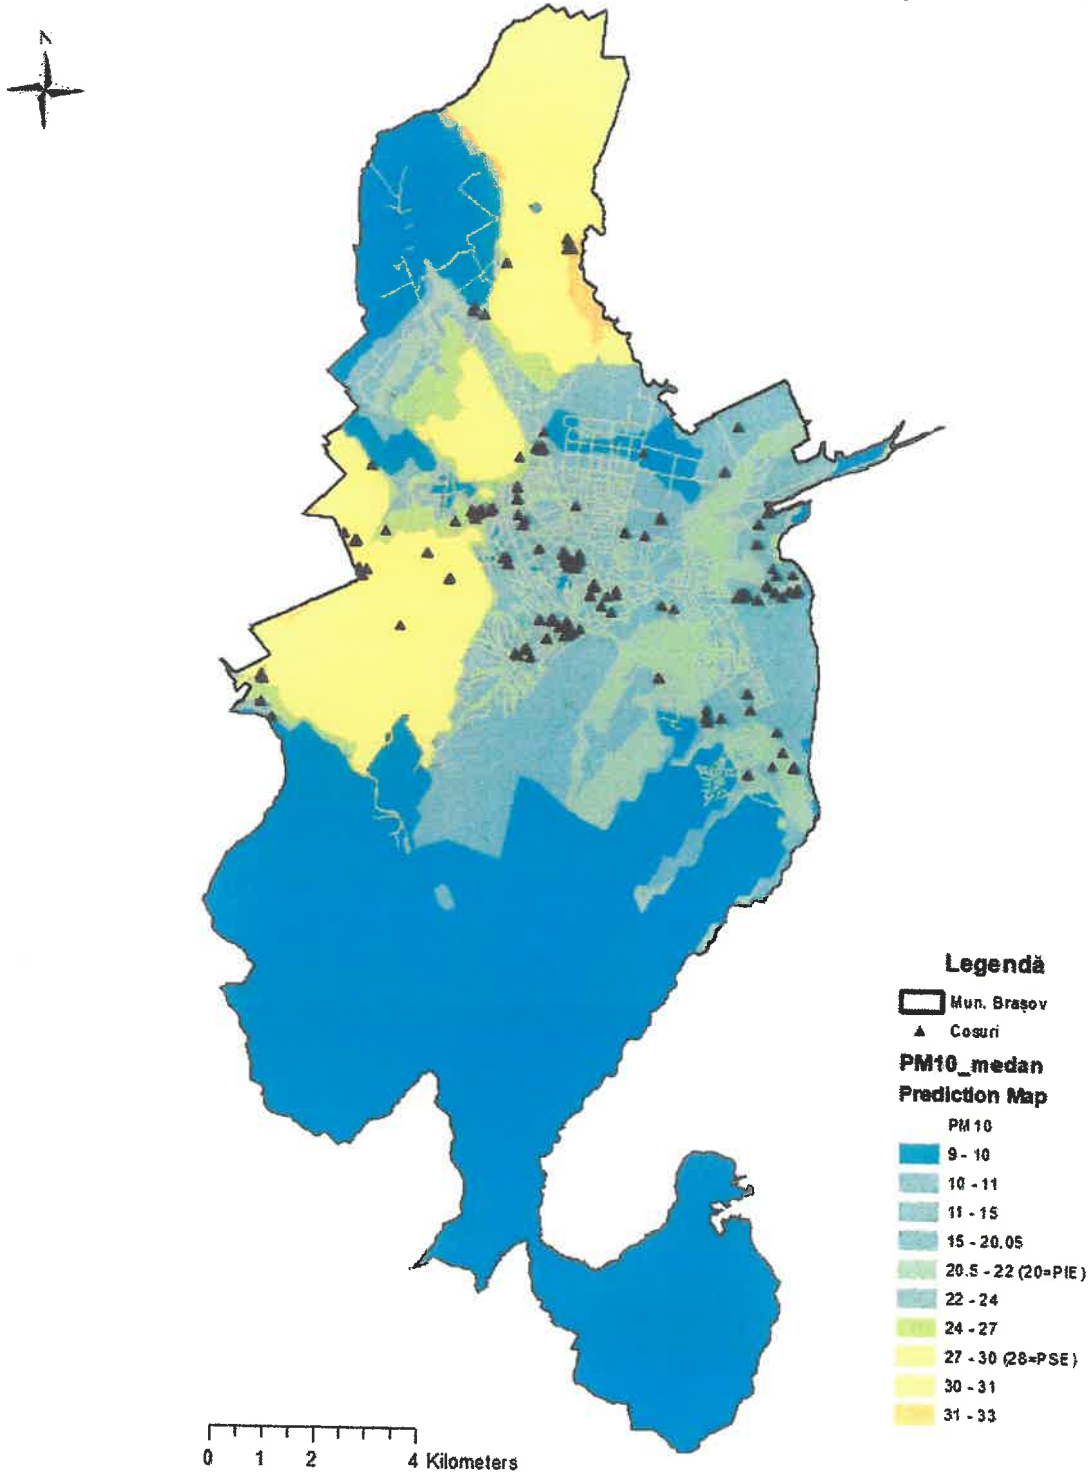 N
Legendă
Mun. Brașov
Cosuri
PM10_medan
Prediction Map
PM 10
9 - 10
10 - 11
11 - 15
15 - 20.05
20.5 - 22 (20=PIE)
22 - 24
24 - 27
27 - 30 (28=PSE)
30 - 31
31 - 33
0 1 2 4 Kilometers